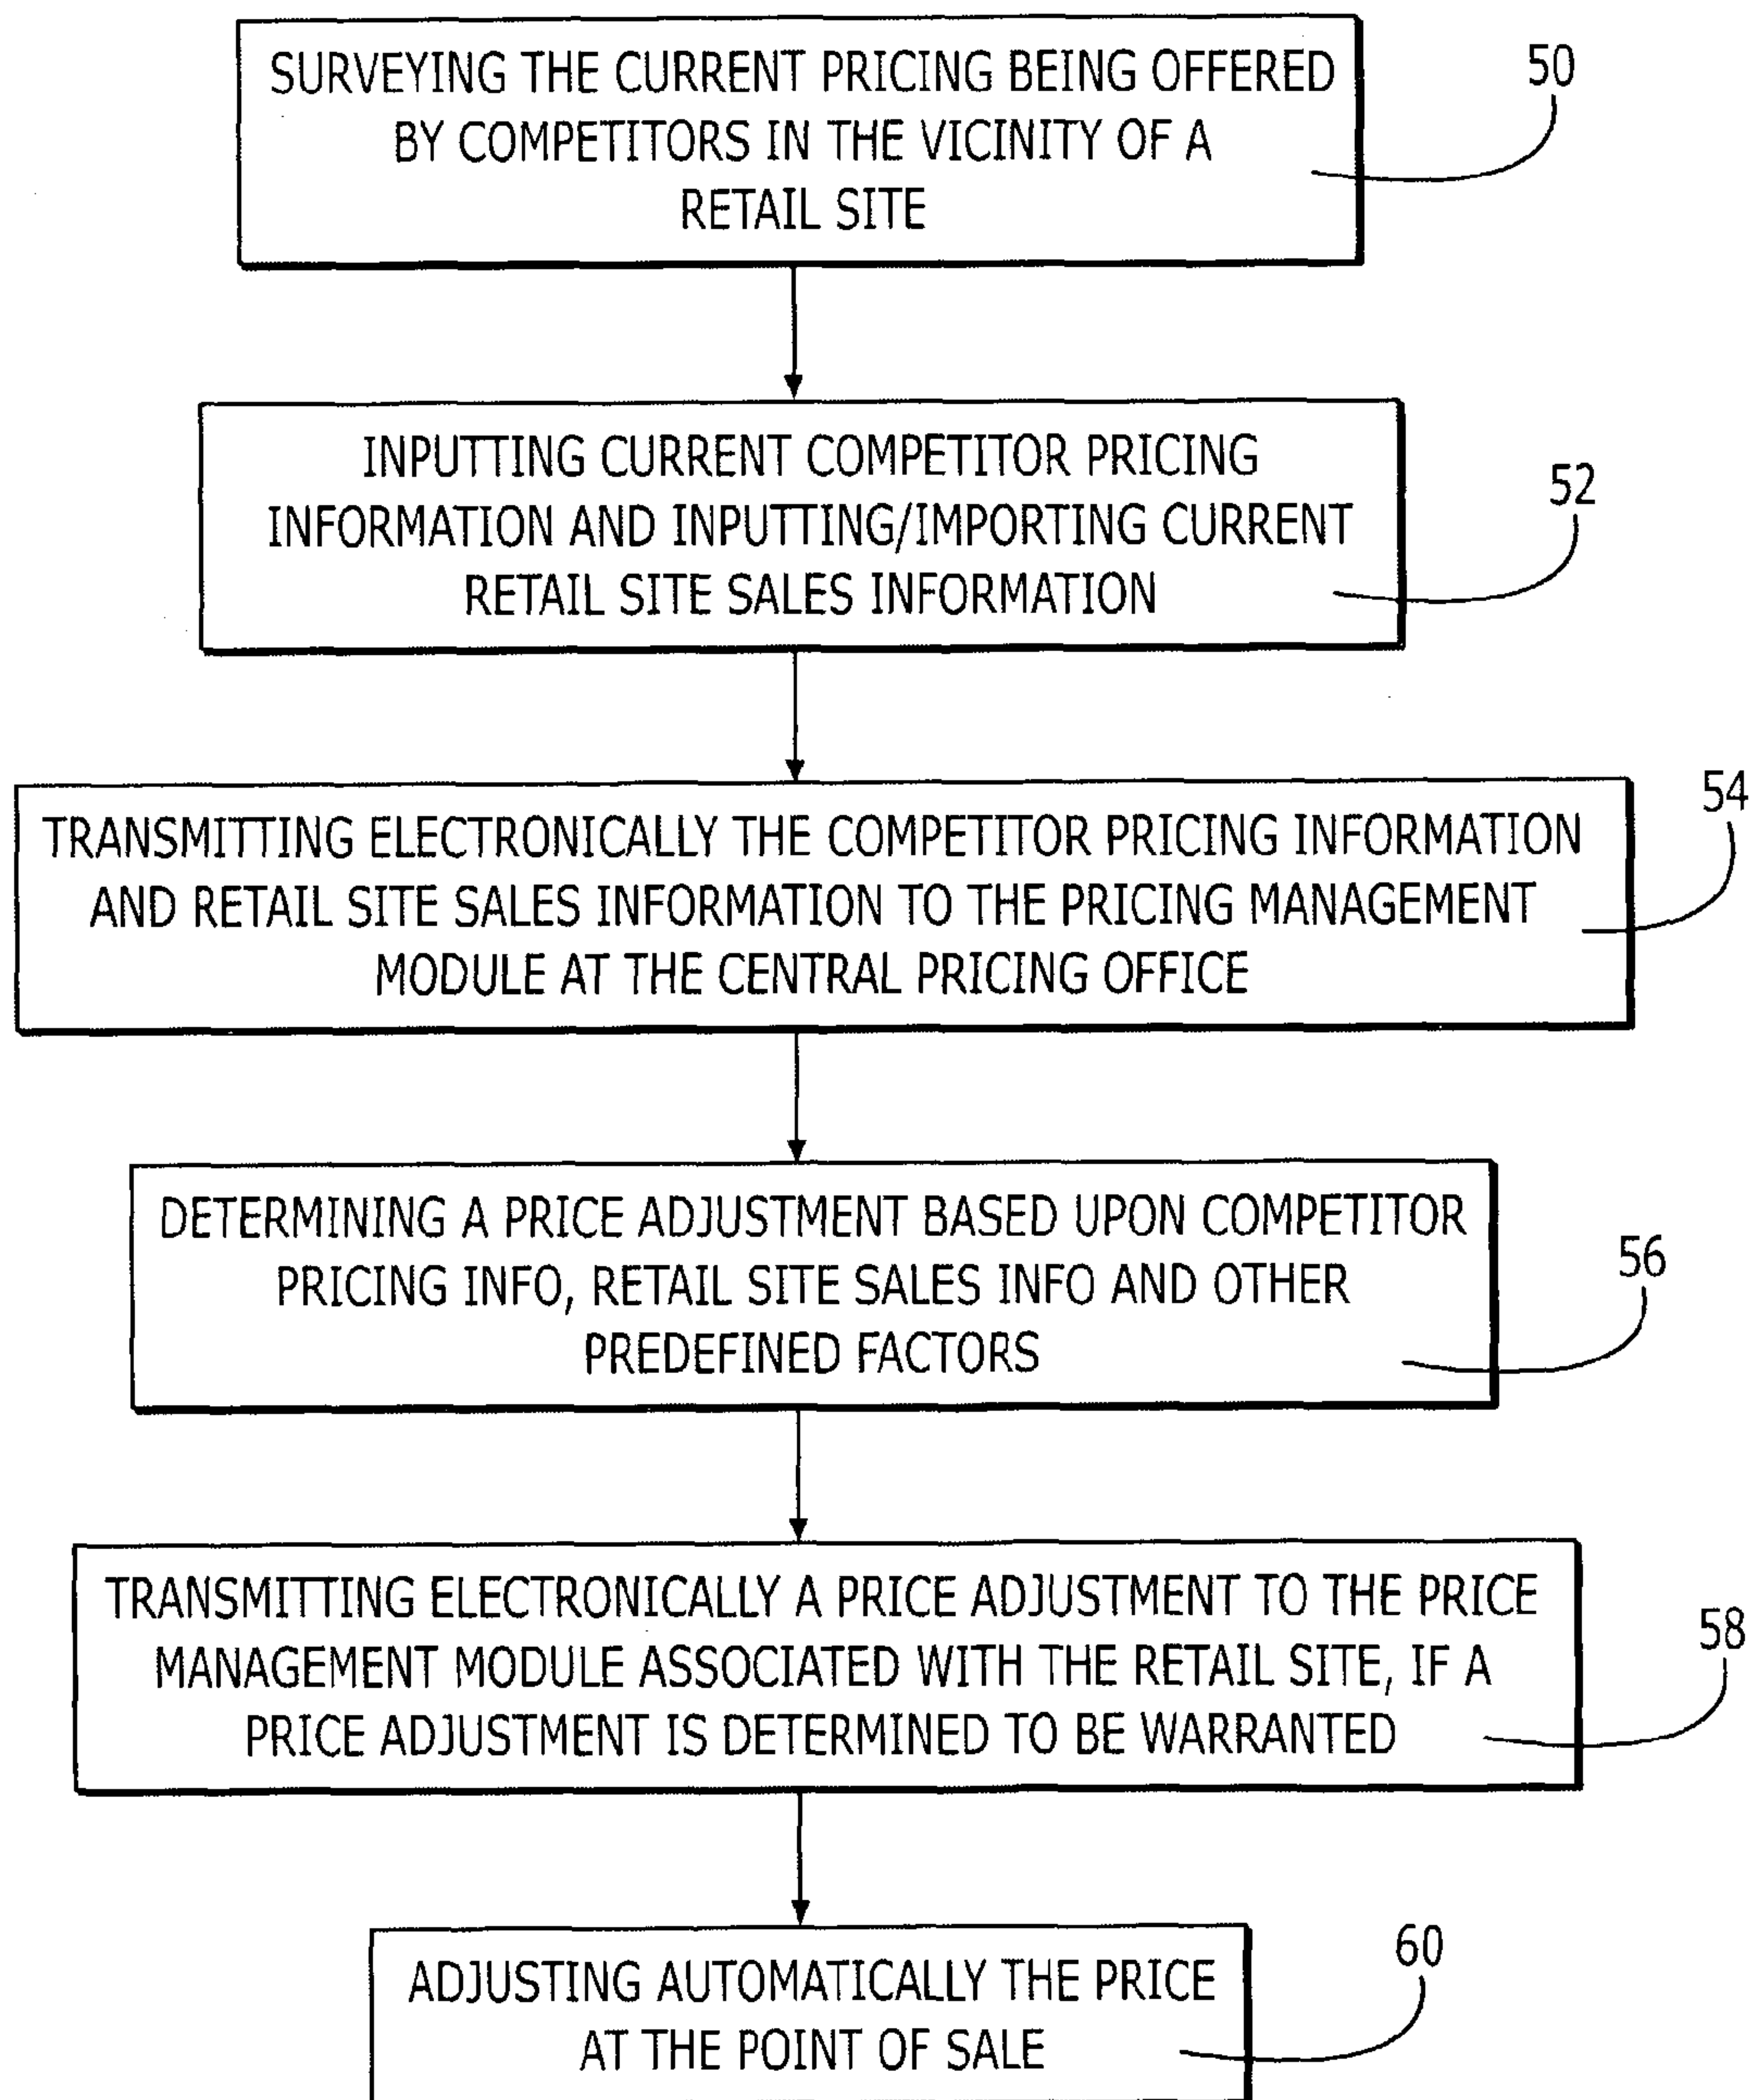 SURVEYING THE CURRENT PRICING BEING OFFERED
BY COMPETITORS IN THE VICINITY OF A
RETAIL SITE
50
INPUTTING CURRENT COMPETITOR PRICING
INFORMATION AND INPUTTING/IMPORTING CURRENT
RETAIL SITE SALES INFORMATION
52
TRANSMITTING ELECTRONICALLY THE COMPETITOR PRICING INFORMATION
AND RETAIL SITE SALES INFORMATION TO THE PRICING MANAGEMENT
MODULE AT THE CENTRAL PRICING OFFICE
54
DETERMINING A PRICE ADJUSTMENT BASED UPON COMPETITOR
PRICING INFO, RETAIL SITE SALES INFO AND OTHER
PREDEFINED FACTORS
56
TRANSMITTING ELECTRONICALLY A PRICE ADJUSTMENT TO THE PRICE
MANAGEMENT MODULE ASSOCIATED WITH THE RETAIL SITE, IF A
PRICE ADJUSTMENT IS DETERMINED TO BE WARRANTED
58
ADJUSTING AUTOMATICALLY THE PRICE
AT THE POINT OF SALE
60